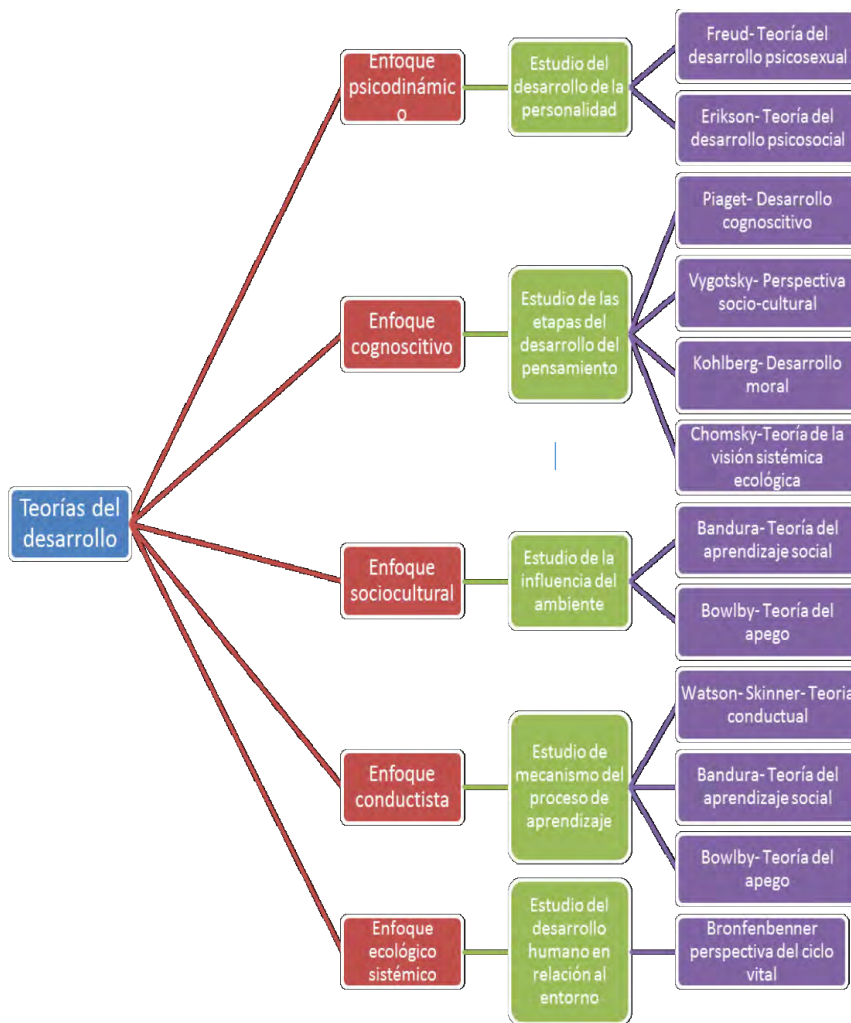 Teorías del
desarrollo
Enfoque
psicodinámic
o
Estudio del
desarrollo de la
personalidad
Freud- Teoría del
desarrollo psicosexual
Erikson- Teoría del
desarrollo psicosocial
Enfoque
cognoscitivo
Estudio de las
etapas del
desarrollo del
pensamiento
Piaget- Desarrollo
cognoscitivo
Vygotsky- Perspectiva
socio-cultural
Kohlberg- Desarrollo
moral
Chomsky-Teoría de la
visión sistémica
ecológica
Enfoque
sociocultural
Estudio de la
influencia del
ambiente
Bandura- Teoría del
aprendizaje social
Bowlby- Teoría del
apego
Enfoque
conductista
Estudio de
mecanismo del
proceso de
aprendizaje
Watson- Skinner- Teoria
conductual
Bandura- Teoría del
aprendizaje social
Bowlby- Teoría del
apego
Enfoque
ecológico
sistémico
Estudio del
desarrollo
humano en
relación al
entorno
Bronfenbenner
perspectiva del ciclo
vital